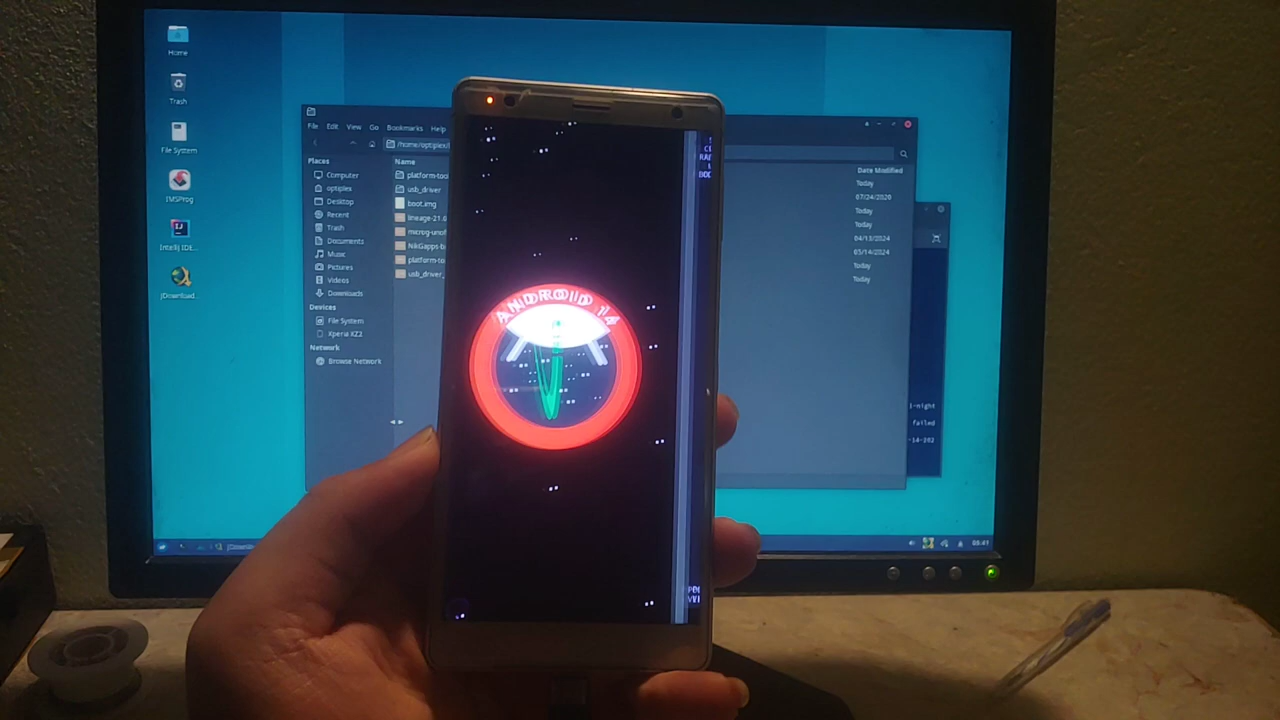 Home
Trash
File System
IMSProg
Intellij IDE...
JDownload...
File Edit View Go Bookmarks Help
/home/optiplex/
Places
Computer
optiplex
Desktop
Recent
Trash
Documents
Music
Pictures
Videos
Downloads
Devices
File System
Xperia XZ2
Network
Browse Network
Name
platform-too
usb_driver
boot.img
lineage-21.0
microg-unof
NikGapps-b
platform-to
usb_driver_
Date Modified
Today
07/24/2020
Today
Today
04/13/2024
05/14/2024
Today
Today
ANDROID 14
RAD
BOO
failed